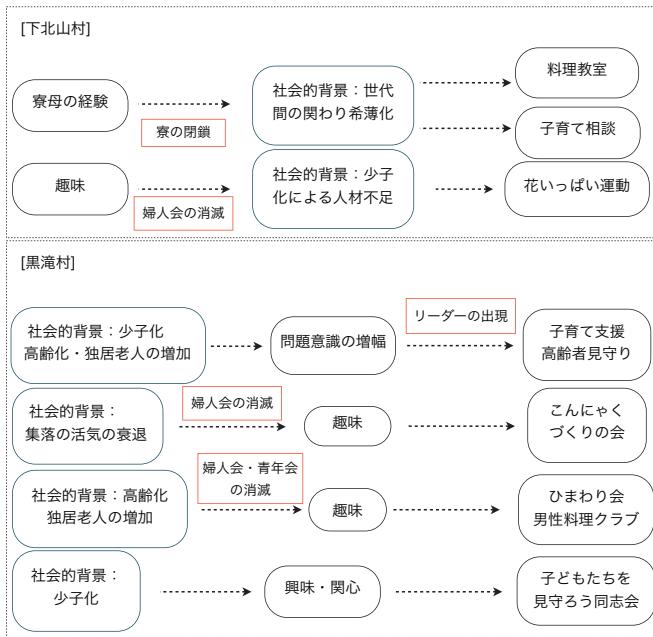 [下北山村]
寮母の経験
寮の閉鎖
社会的背景：世代
間の関わり希薄化
料理教室
子育て相談
趣味
婦人会の消滅
社会的背景：少子
化による人材不足
花いっぱい運動
[黒滝村]
社会的背景：少子化
高齢化・独居老人の増加
問題意識の増幅
リーダーの出現
子育て支援
高齢者見守り
社会的背景：
集落の活気の衰退
婦人会の消滅
趣味
こんにゃく
づくりの会
社会的背景：高齢化
独居老人の増加
婦人会・青年会
の消滅
趣味
ひまわり会
男性料理クラブ
社会的背景：
少子化
興味・関心
子どもたちを
見守ろう同志会